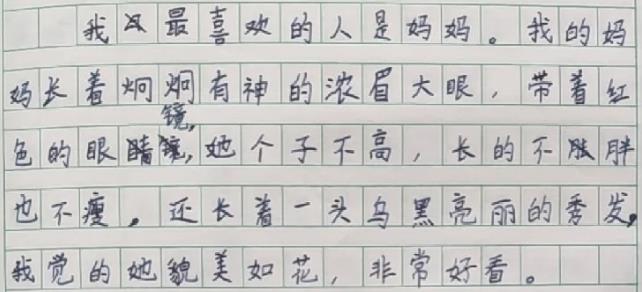 我最喜欢的人是妈妈。我的妈
妈长着炯炯有神的浓眉大眼，带着红
色的眼镜，她个子不高，长的不胖
也不瘦。还长着一头乌黑亮丽的秀发，
我觉的她貌美如花，非常好看。